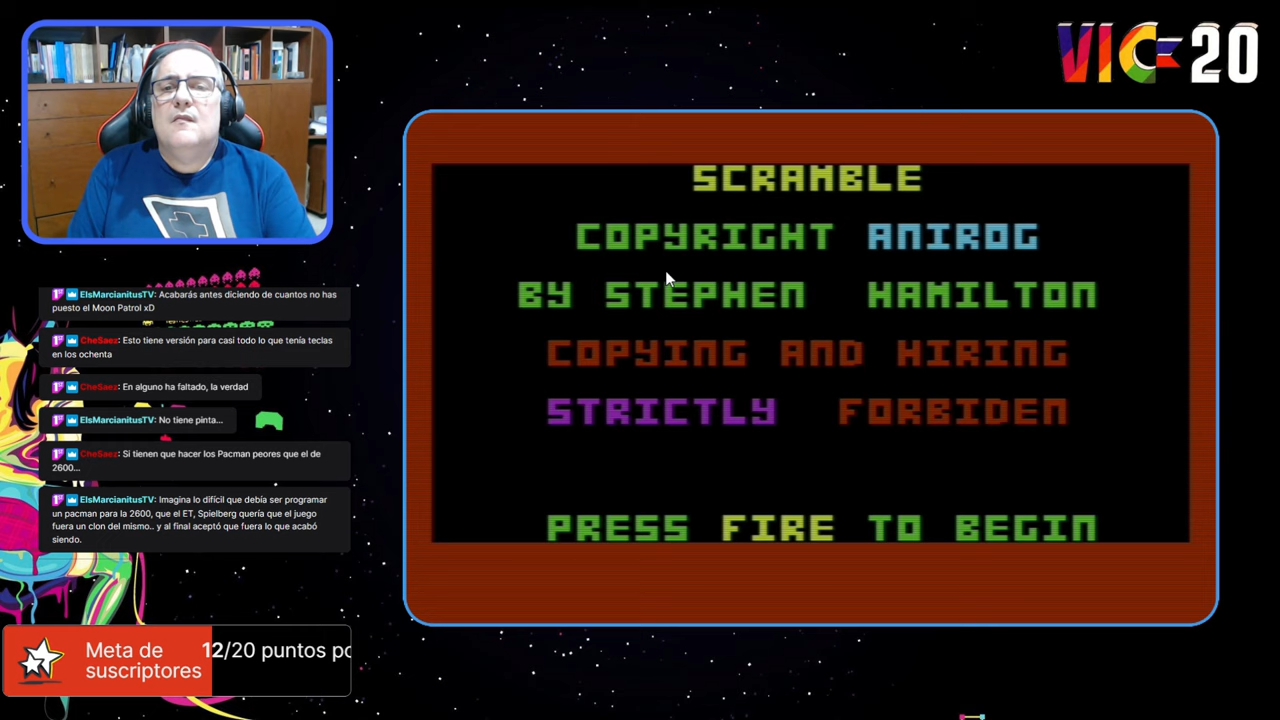 VIC 20
SCRAMBLE
COPYRIGHT ANIROG
BY STEPHEN HAMILTON
COPYING AND HIRING
STRICTLY FORBIDEN
PRESS FIRE TO BEGIN
ElsMarcianitusTV: Acabarás antes diciendo de cuantos no has
puesto el Moon Patrol xD
CheSaez: Esto tiene versión para casi todo lo que tenía teclas
en los ochenta
CheSaez: En alguno ha faltado, la verdad
ElsMarcianitusTV: No tiene pinta...
CheSaez: Si tienen que hacer los Pacman peores que el de
2600...
ElsMarcianitusTV: Imagina lo difícil que debía ser programar
un pacman para la 2600, que el ET, Spielberg quería que el juego
fuera un clon del mismo.. y al final aceptó que fuera lo que acabó
siendo.
Meta de
suscriptores
12/20 puntos po